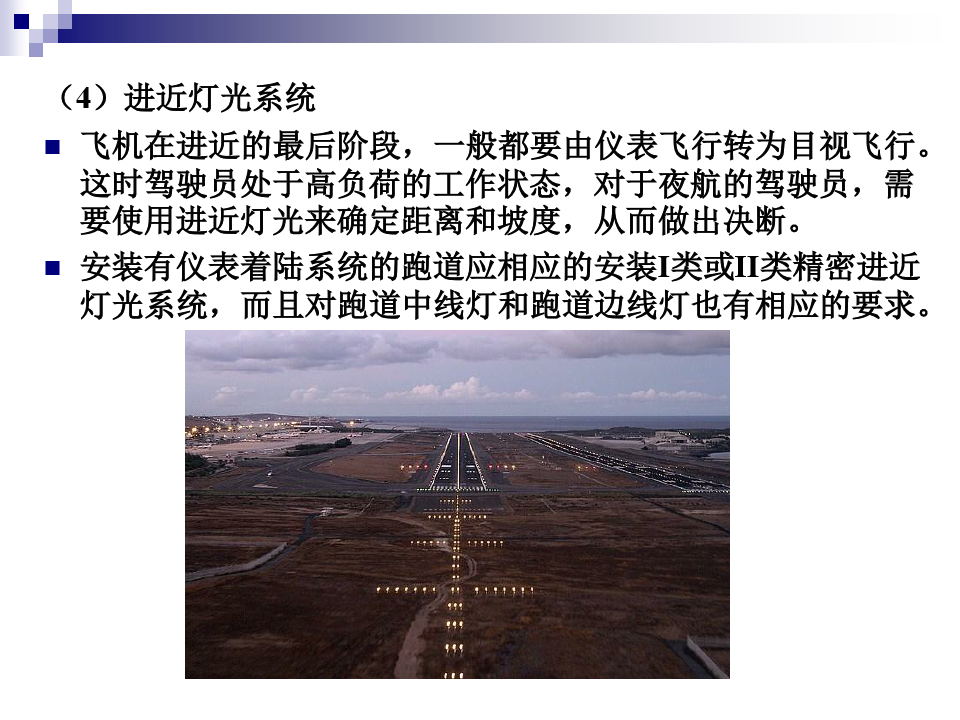 （4）进近灯光系统
飞机在进近的最后阶段，一般都要由仪表飞行转为目视飞行。
这时驾驶员处于高负荷的工作状态，对于夜航的驾驶员，需
要使用进近灯光来确定距离和坡度，从而做出决断。
安装有仪表着陆系统的跑道应相应的安装I类或II类精密进近
灯光系统，而且对跑道中线灯和跑道边线灯也有相应的要求。